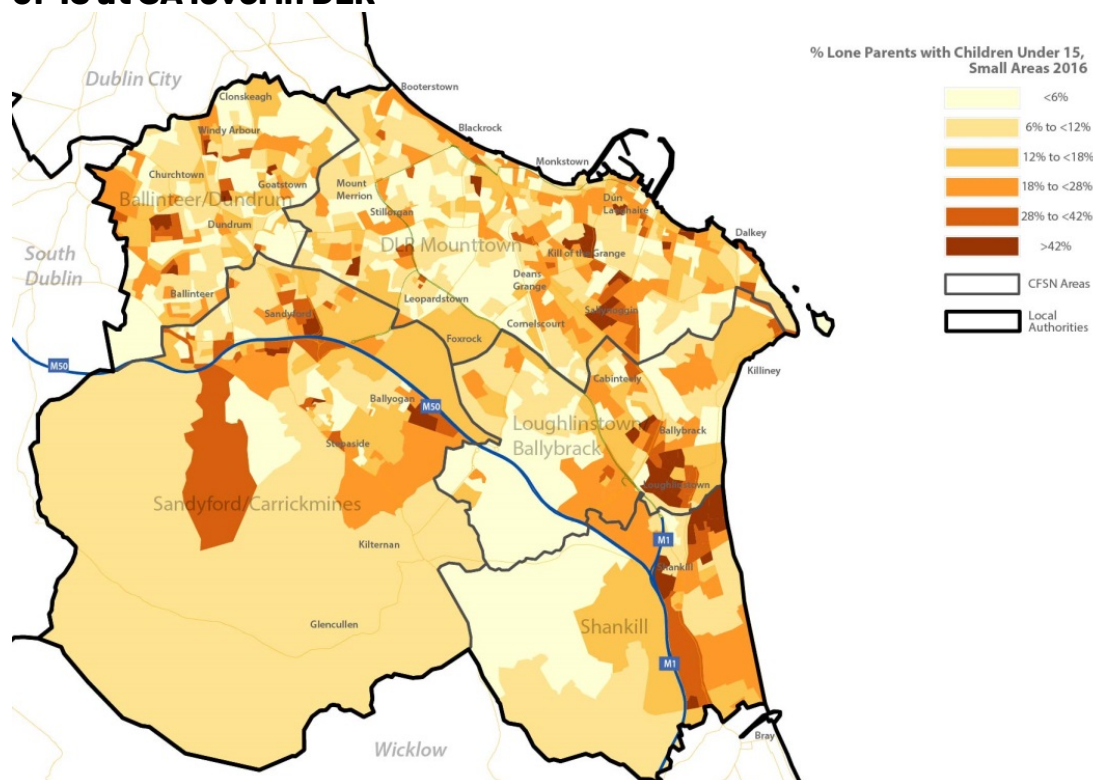 % Lone Parents with Children Under 15,
Small Areas 2016
<6%
6% to <12%
12% to <18%
18% to <28%
28% to <42%
>42%
CFSN Areas
Local
Authorities
Dublin City
Booterstown
Clonskeagh
Windy Arbour
Blackrock
Monkstown
Churchtown
Goatstown
Mount
Merrion
Ballinteer/Dundrum
Stillorgan
Dún
Laoghaire
Dundrum
DLR Mounttown
Dalkey
Kill of the Grange
South
Dublin
Deans
Grange
Ballinteer
Leopardstown
Sandyford
Sallynoggin
Cornelscourt
Foxrock
M50
Killiney
Cabinteely
Ballyogan
M50
Loughlinstown
Ballybrack
Ballybrack
Stepaside
Loughlinstown
Sandyford/Carrickmines
Kilternan
M1
Shankill
Glencullen
Shankill
M1
Bray
Wicklow